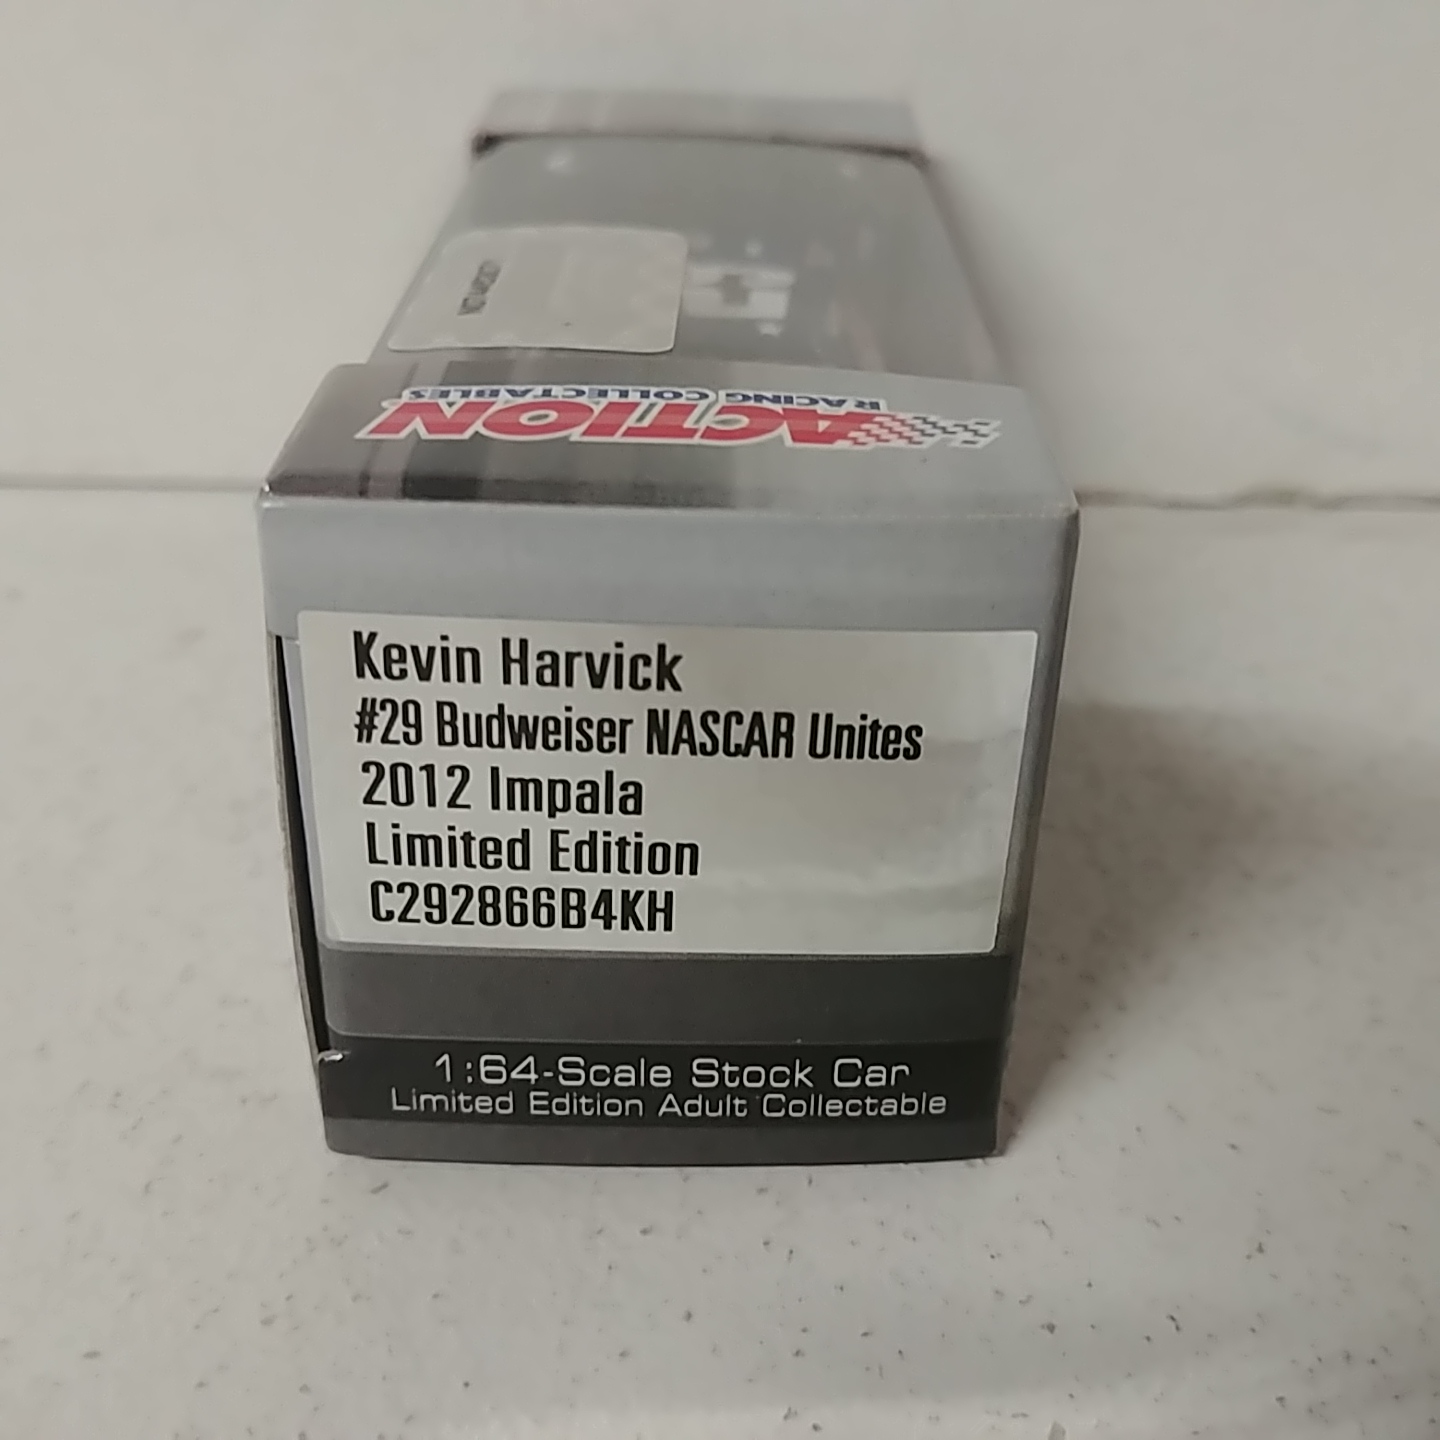 ACTION
RACING COLLECTABLES
Kevin Harvick
#29 Budweiser NASCAR Unites
2012 Impala
Limited Edition
C292866B4KH
1:64-Scale Stock Car
Limited Edition Adult Collectable